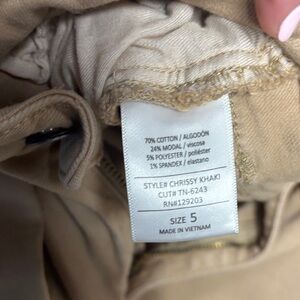 70% COTTON / ALGODÓN
24% MODAL / viscosa
5% POLYESTER / poliéster
1% SPANDEX / elastano
STYLE# CHRISSY KHAKI
CUT# TN-6243
RN#129203
SIZE 5
MADE IN VIETNAM